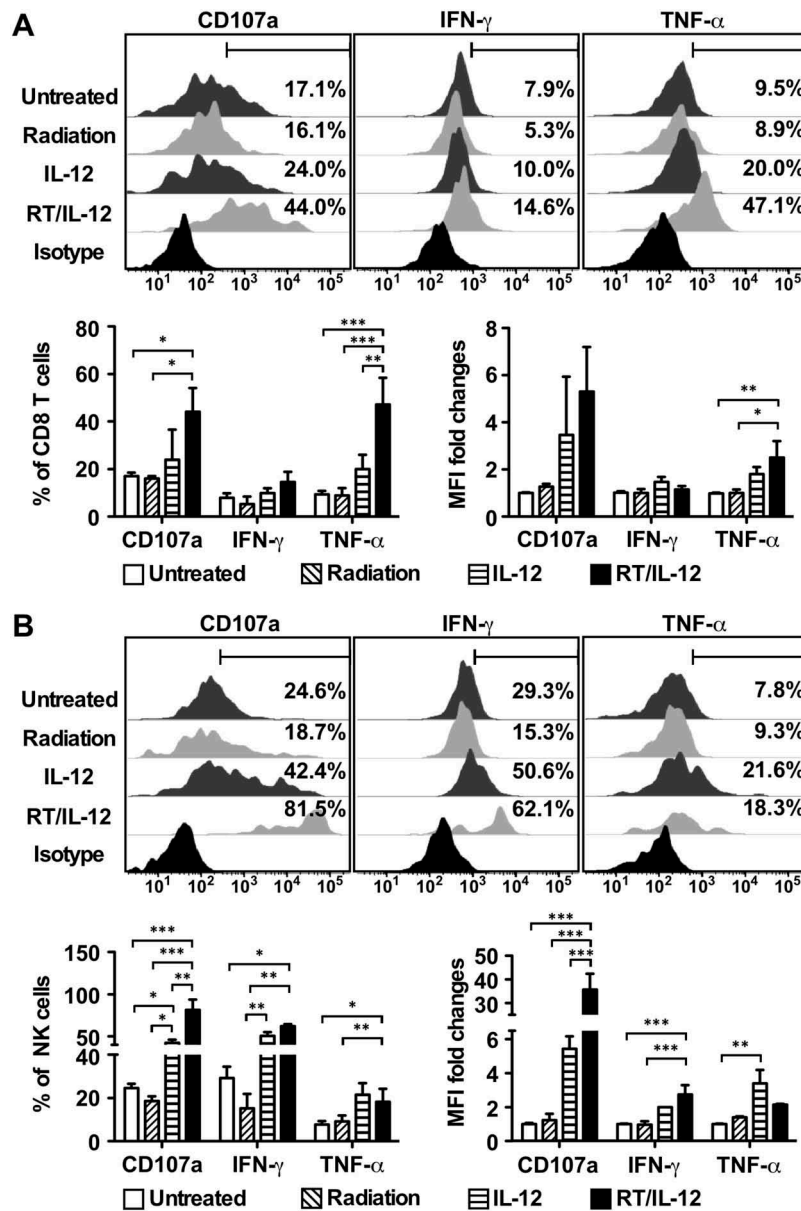 A
CD107a IFN-γ TNF-α
Untreated 17.1% 7.9% 9.5%
Radiation 16.1% 5.3% 8.9%
IL-12 24.0% 10.0% 20.0%
RT/IL-12 44.0% 14.6% 47.1%
Isotype
10¹ 10² 10³ 10⁴ 10⁵ 10¹ 10² 10³ 10⁴ 10⁵ 10¹ 10² 10³ 10⁴ 10⁵
% of CD8 T cells
80
60
40
20
0
* * *** *** **
CD107a IFN-γ TNF-α
MFI fold changes
8
6
4
2
0
** *
CD107a IFN-γ TNF-α
Untreated Radiation IL-12 RT/IL-12
B
CD107a IFN-γ TNF-α
Untreated 24.6% 29.3% 7.8%
Radiation 18.7% 15.3% 9.3%
IL-12 42.4% 50.6% 21.6%
RT/IL-12 81.5% 62.1% 18.3%
Isotype
10¹ 10² 10³ 10⁴ 10⁵ 10¹ 10² 10³ 10⁴ 10⁵ 10¹ 10² 10³ 10⁴ 10⁵
% of NK cells
150
100
50
40
20
0
*** *** ** * * * ** ** * **
CD107a IFN-γ TNF-α
MFI fold changes
50
40
30
6
4
2
0
*** *** *** *** *** **
CD107a IFN-γ TNF-α
Untreated Radiation IL-12 RT/IL-12